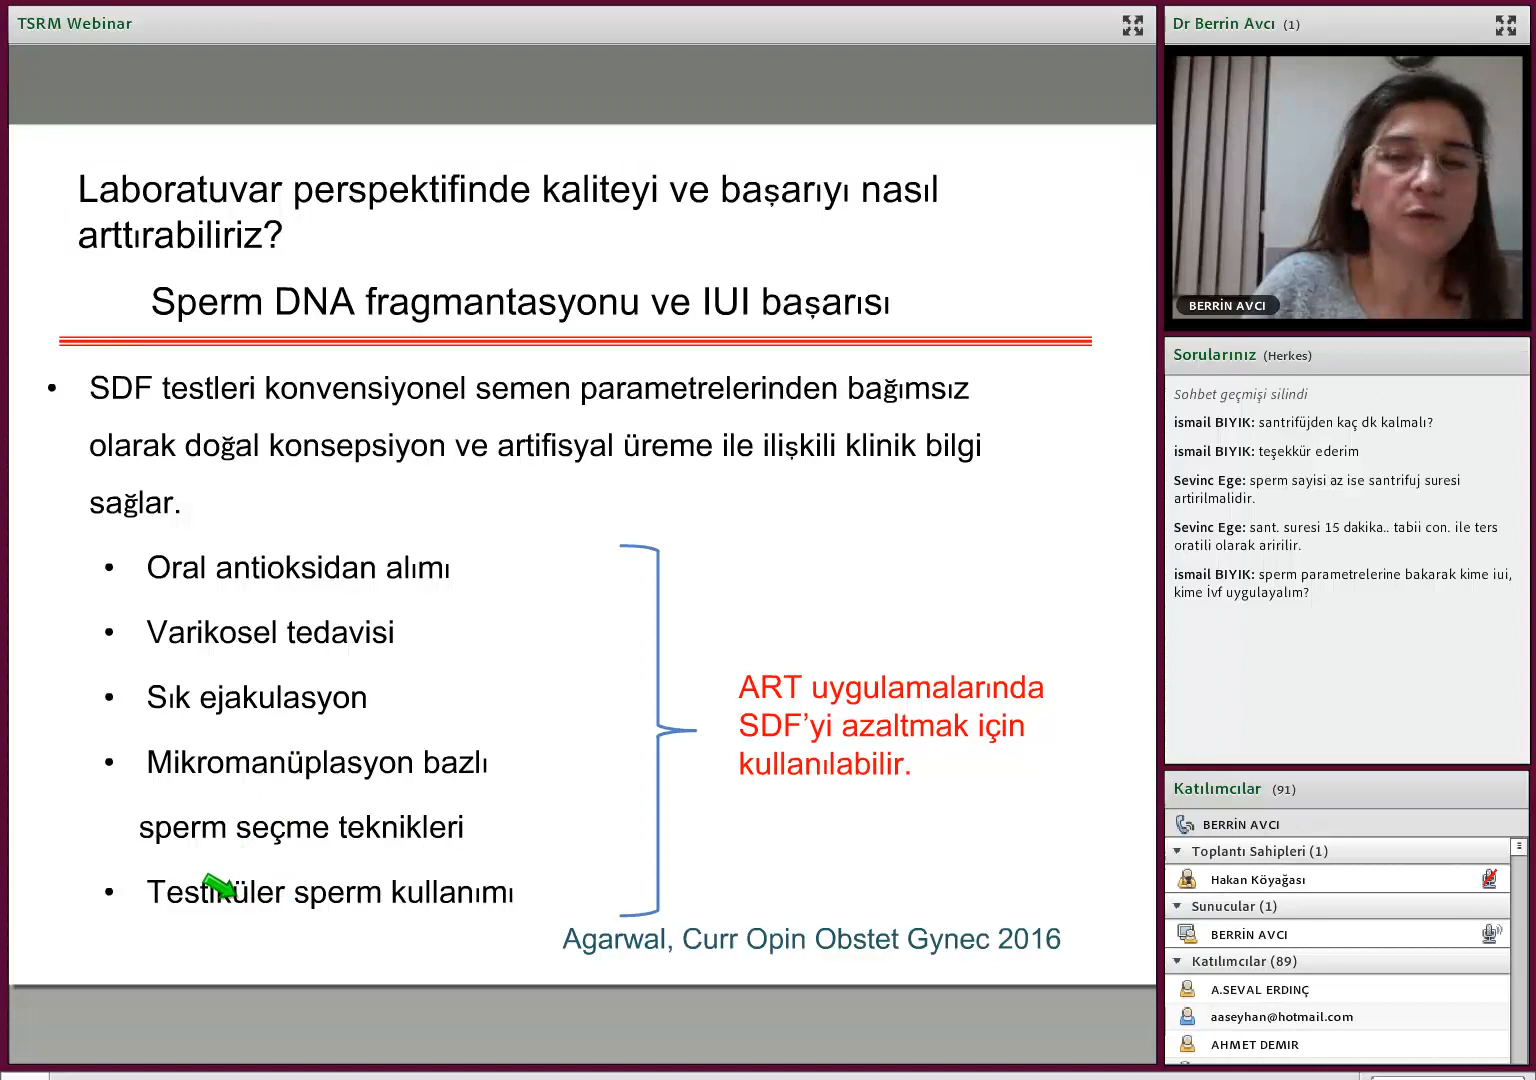 TSRM Webinar
Laboratuvar perspektifinde kaliteyi ve başarıyı nasıl
arttırabiliriz?
Sperm DNA fragmantasyonu ve IUI başarısı
• SDF testleri konvensiyonel semen parametrelerinden bağımsız
olarak doğal konsepsiyon ve artifisyal üreme ile ilişkili klinik bilgi
sağlar.
• Oral antioksidan alımı
• Varikosel tedavisi
• Sık ejakulasyon
• Mikromanüplasyon bazlı
sperm seçme teknikleri
• Testiküler sperm kullanımı
ART uygulamalarında
SDF’yi azaltmak için
kullanılabilir.
Agarwal, Curr Opin Obstet Gynec 2016
Dr Berrin Avcı (1)
BERRİN AVCI
Sorularınız (Herkes)
Sohbet geçmişi silindi
ismail BIYIK: santrifüjden kaç dk kalmalı?
ismail BIYIK: teşekkür ederim
Sevinc Ege: sperm sayisi az ise santrifuj suresi
artirilmalidir.
Sevinc Ege: sant. suresi 15 dakika.. tabii con. ile ters
oratili olarak aririlir.
ismail BIYIK: sperm parametrelerine bakarak kime iui,
kime İvf uygulayalım?
Katılımcılar (91)
BERRİN AVCI
Toplantı Sahipleri (1)
Hakan Köyağası
Sunucular (1)
BERRİN AVCI
Katılımcılar (89)
A.SEVAL ERDINÇ
aaseyhan@hotmail.com
AHMET DEMIR